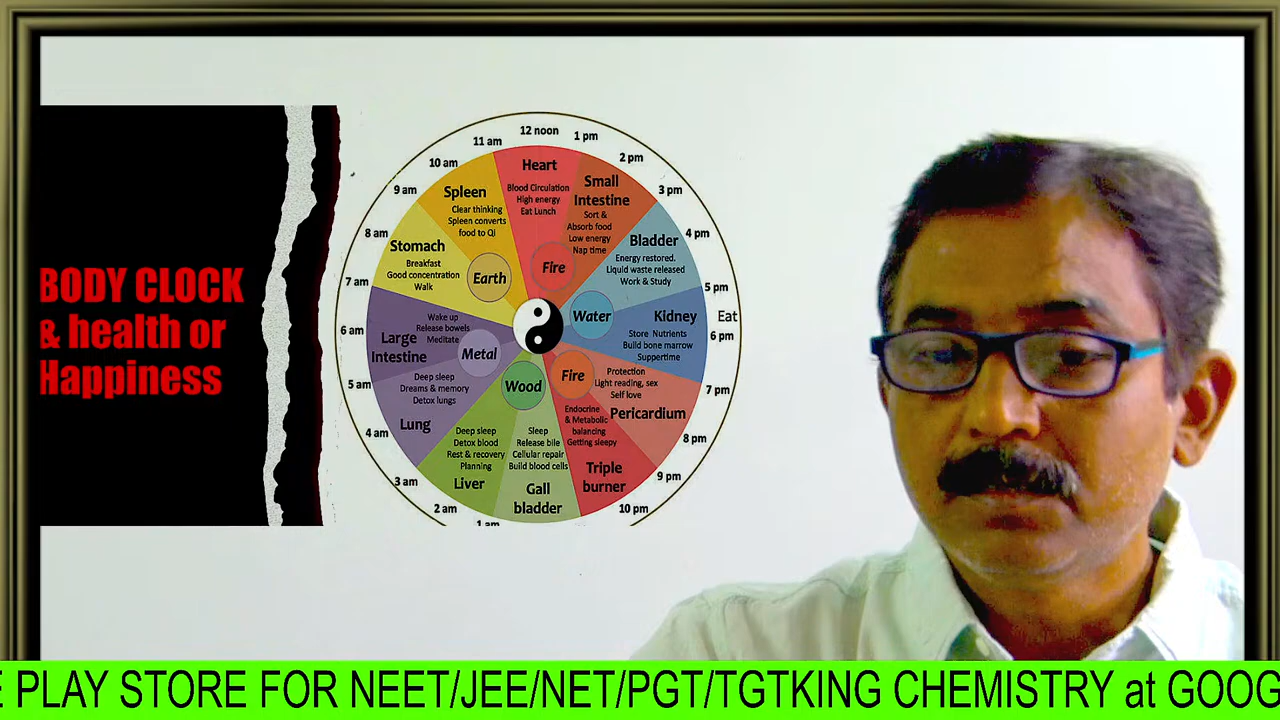 BODY CLOCK
& health or
Happiness
12 noon
1 pm
2 pm
3 pm
4 pm
5 pm
Eat
6 pm
7 pm
8 pm
9 pm
10 pm
1 am
2 am
3 am
4 am
5 am
6 am
7 am
8 am
9 am
10 am
11 am
Heart
Blood Circulation
High energy
Eat Lunch
Small
Intestine
Sort &
Absorb food
Low energy
Nap time
Fire
Bladder
Energy restored.
Liquid waste released
Work & Study
Water
Kidney
Store Nutrients
Build bone marrow
Suppertime
Protection
Light reading, sex
Self love
Pericardium
Fire
Endocrine
& Metabolic
balancing
Getting sleepy
Triple
burner
Sleep
Release bile
Cellular repair
Build blood cells
Gall
bladder
Wood
Deep sleep
Detox blood
Rest & recovery
Planning
Liver
Deep sleep
Dreams & memory
Detox lungs
Lung
Metal
Wake up
Release bowels
Meditate
Large
Intestine
Stomach
Breakfast
Good concentration
Walk
Earth
Spleen
Clear thinking
Spleen converts
food to Qi
E PLAY STORE FOR NEET/JEE/NET/PGT/TGTKING CHEMISTRY at GOOG